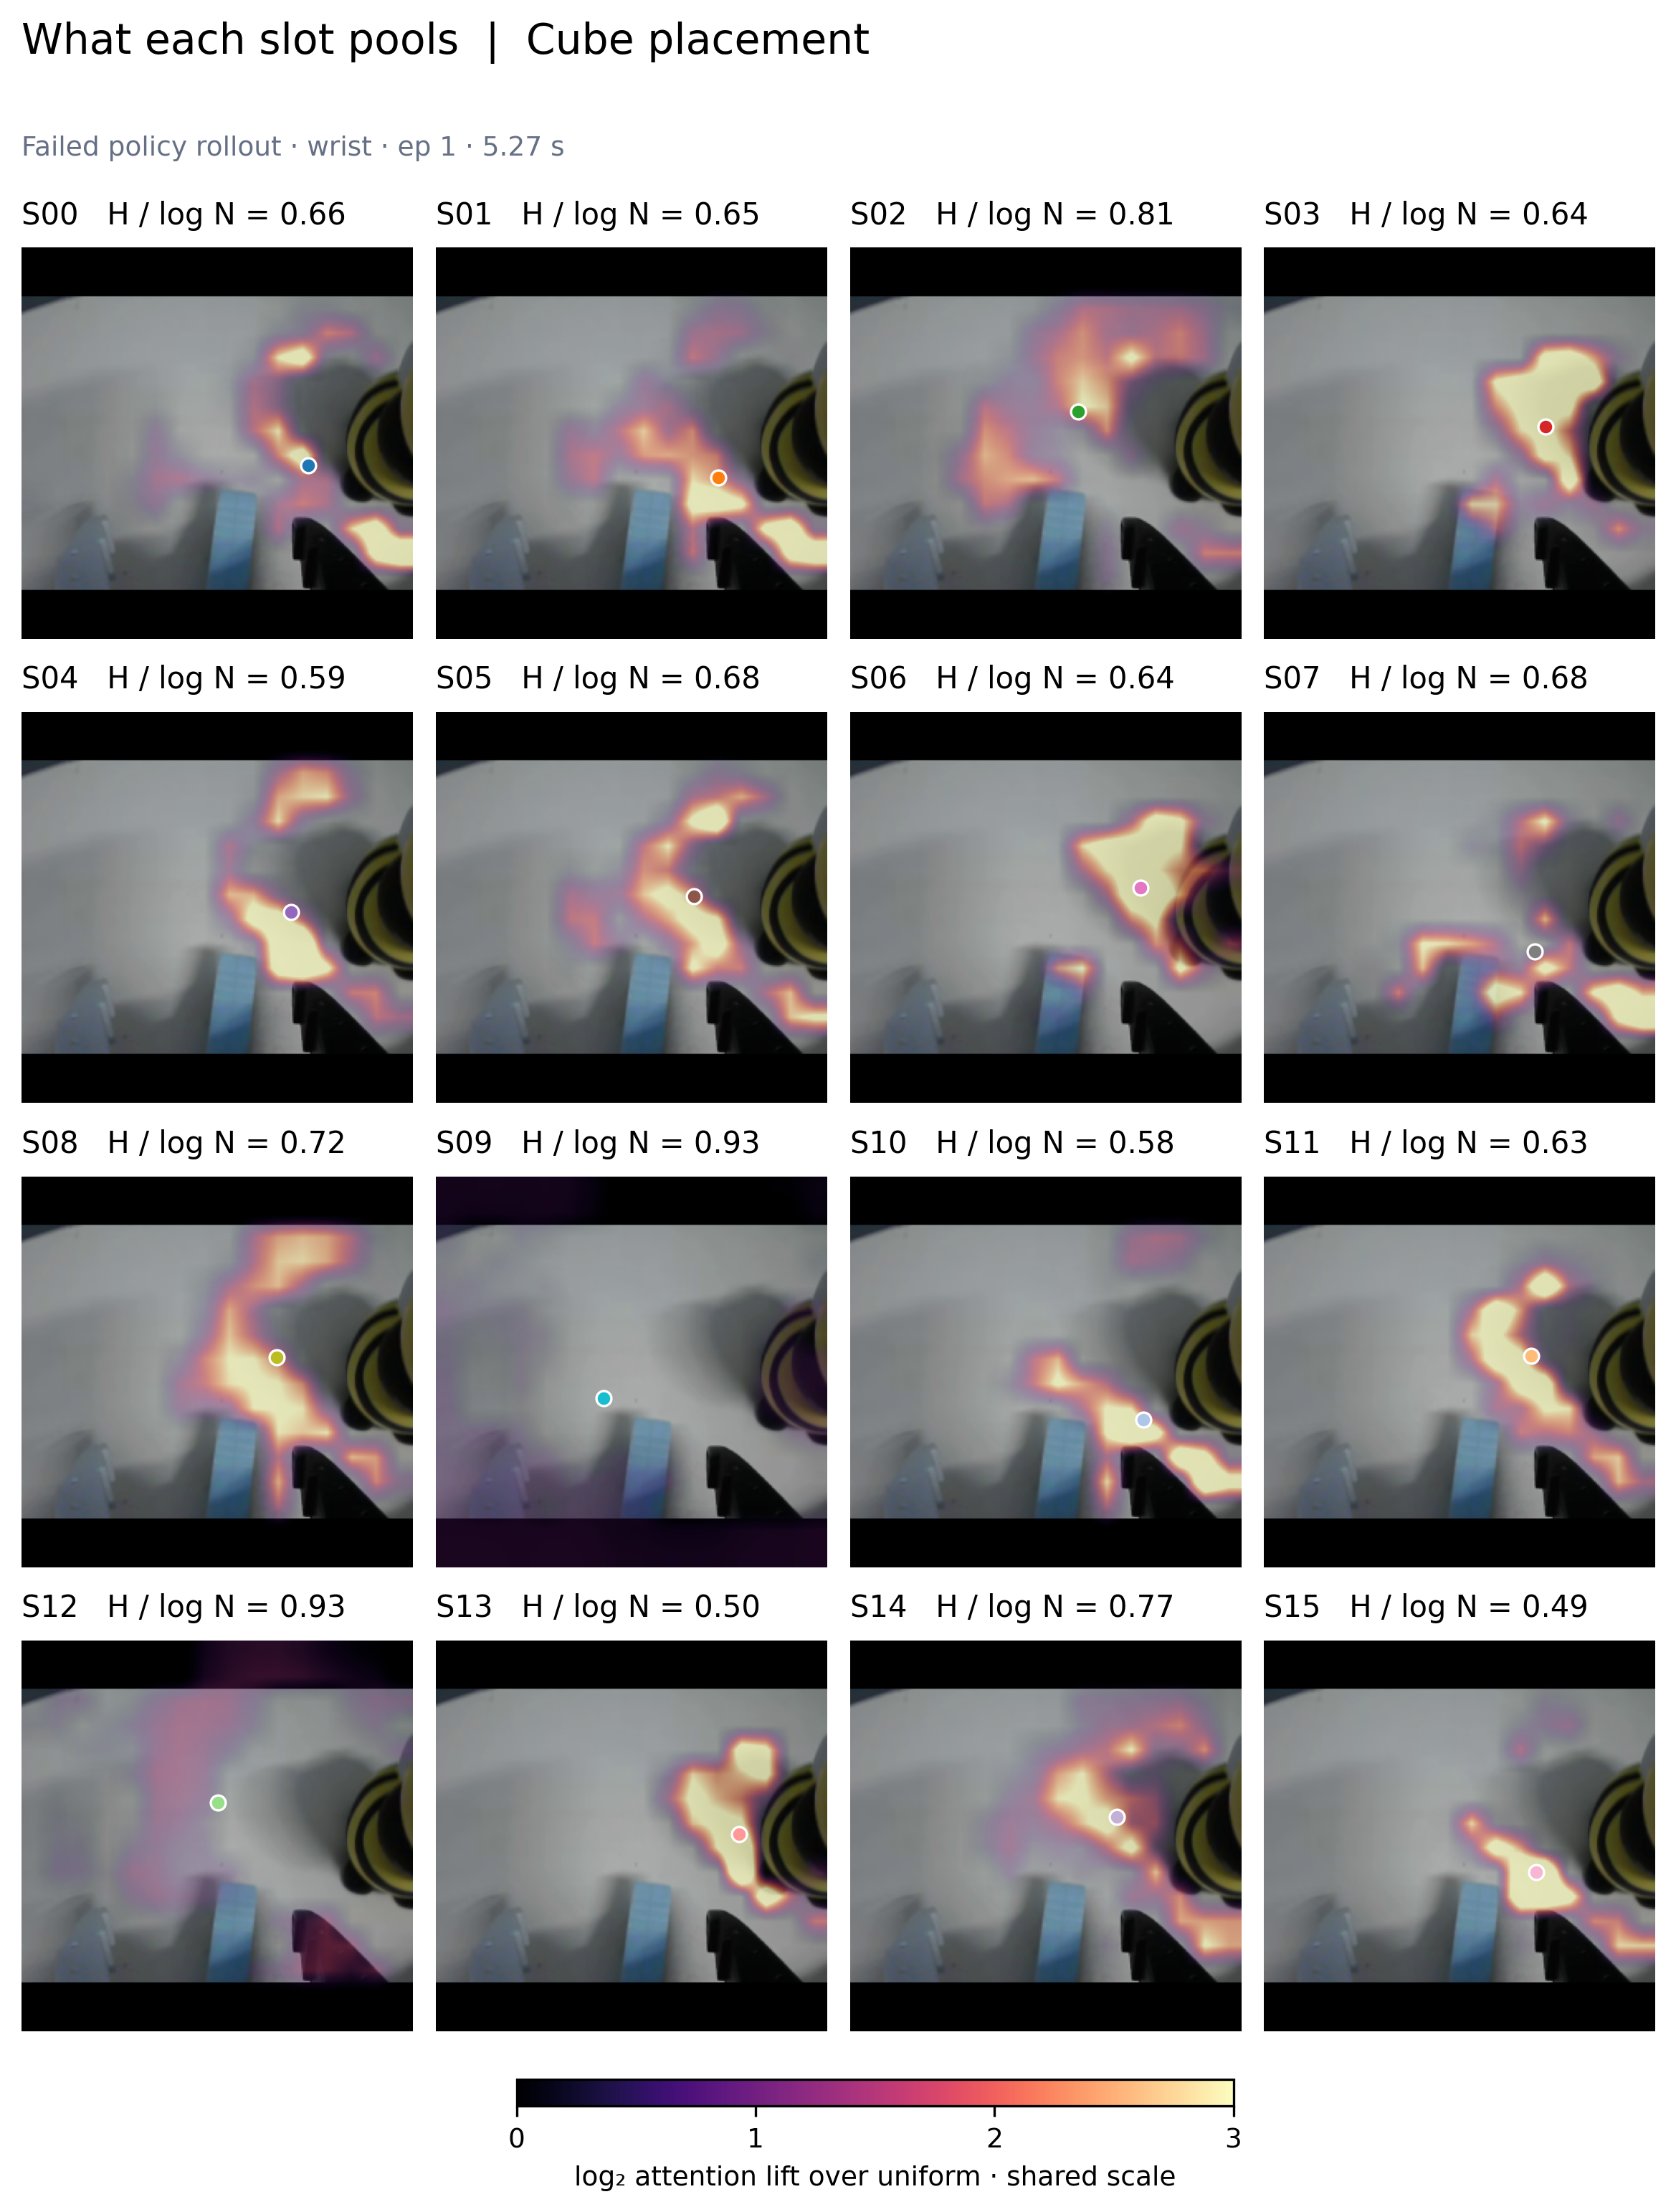 What each slot pools | Cube placement
Failed policy rollout · wrist · ep 1 · 5.27 s
S00 H / log N = 0.66
S01 H / log N = 0.65
S02 H / log N = 0.81
S03 H / log N = 0.64
S04 H / log N = 0.59
S05 H / log N = 0.68
S06 H / log N = 0.64
S07 H / log N = 0.68
S08 H / log N = 0.72
S09 H / log N = 0.93
S10 H / log N = 0.58
S11 H / log N = 0.63
S12 H / log N = 0.93
S13 H / log N = 0.50
S14 H / log N = 0.77
S15 H / log N = 0.49
0 1 2 3
log₂ attention lift over uniform · shared scale